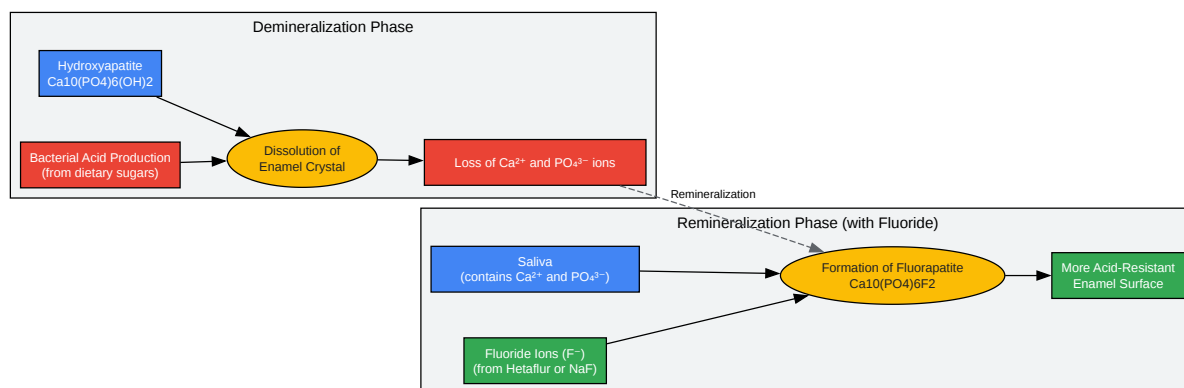 Demineralization Phase
Hydroxyapatite
Ca10(PO4)6(OH)2
Bacterial Acid Production
(from dietary sugars)
Dissolution of
Enamel Crystal
Loss of Ca²⁺ and PO₄³⁻ ions
Remineralization
Remineralization Phase (with Fluoride)
Saliva
(contains Ca²⁺ and PO₄³⁻)
Formation of Fluorapatite
Ca10(PO4)6F2
More Acid-Resistant
Enamel Surface
Fluoride Ions (F⁻)
(from Hetaflur or NaF)